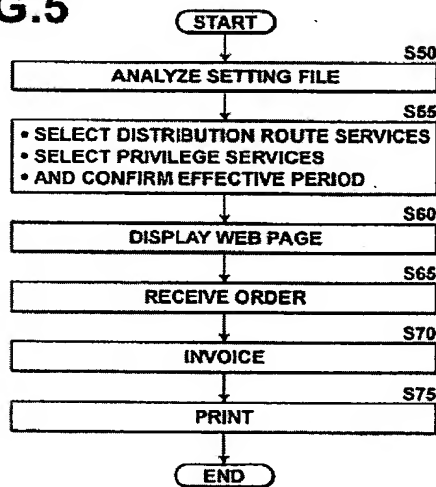 G.5
START
S50
ANALYZE SETTING FILE
S55
• SELECT DISTRIBUTION ROUTE SERVICES
• SELECT PRIVILEGE SERVICES
• AND CONFIRM EFFECTIVE PERIOD
S60
DISPLAY WEB PAGE
S65
RECEIVE ORDER
S70
INVOICE
S75
PRINT
END